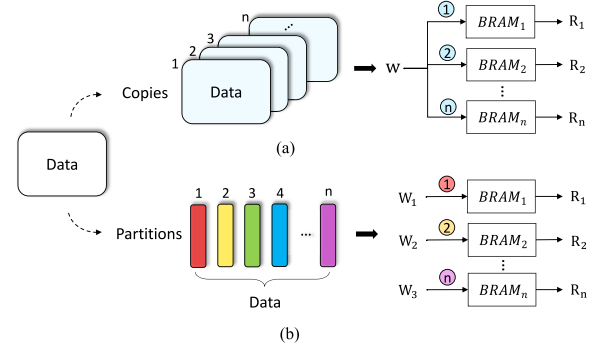 Data
Copies
1
2
3
n
...
Data
W
1
BRAM1
R1
2
BRAM2
R2
...
n
BRAMn
Rn
(a)
Partitions
1 2 3 4 ... n
Data
W1
1
BRAM1
R1
W2
2
BRAM2
R2
...
W3
n
BRAMn
Rn
(b)